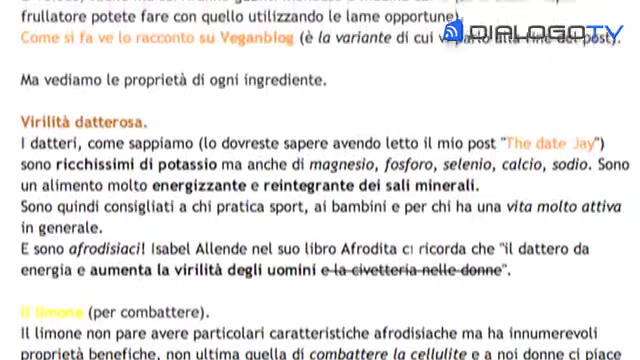 frullatore potete fare con quello utilizzando le lame opportune).
Come si fa ve lo racconto su Veganblog (è la variante di cui vi parlo alla fine del post).
DIALOGOTV
Ma vediamo le proprietà di ogni ingrediente.
Virilità datterosa.
I datteri, come sappiamo (lo dovreste sapere avendo letto il mio post "The date Jay")
sono ricchissimi di potassio ma anche di magnesio, fosforo, selenio, calcio, sodio. Sono
un alimento molto energizzante e reintegrante dei sali minerali.
Sono quindi consigliati a chi pratica sport, ai bambini e per chi ha una vita molto attiva
in generale.
E sono afrodisiaci! Isabel Allende nel suo libro Afrodita ci ricorda che "il dattero da
energia e aumenta la virilità degli uomini e la civetteria nelle donne".
Il limone (per combattere).
Il limone non pare avere particolari caratteristiche afrodisiache ma ha innumerevoli
proprietà benefiche, non ultima quella di combattere la cellulite e a noi donne ci piace